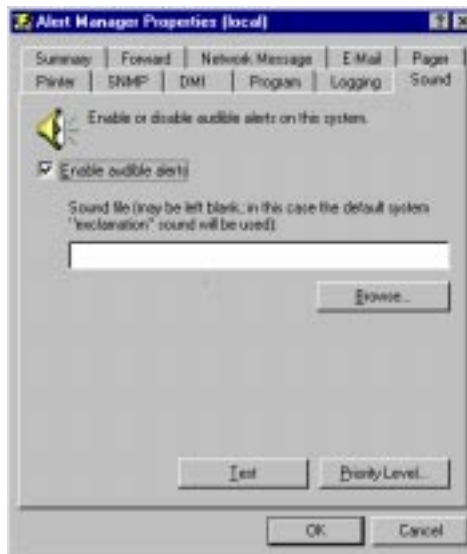 Alert Manager Properties (local)
Summary Forward Network Message E-Mail Pager
Printer SNMP DMI Program Logging Sound
Enable or disable audible alerts on this system.
Enable audible alerts
Sound file (may be left blank; in this case the default system
"exclamation" sound will be used):
Browse...
Test Priority Level...
OK Cancel